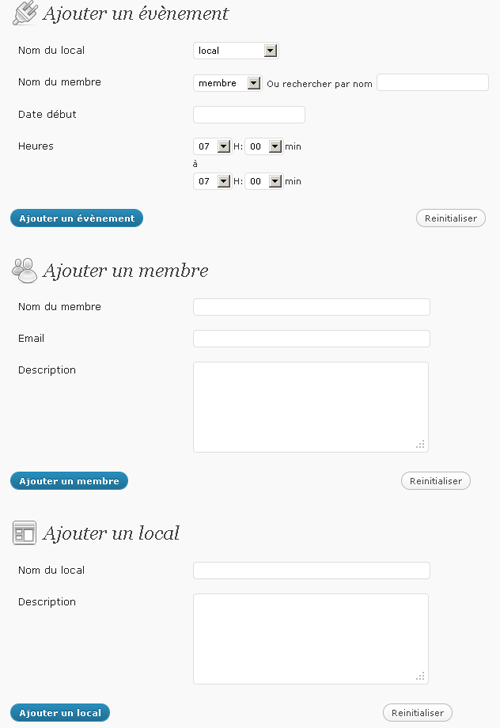 Ajouter un évènement
Nom du local local
Nom du membre membre Ou rechercher par nom
Date début
Heures 07 H: 00 min
à
07 H: 00 min
Ajouter un évènement Reinitialiser
Ajouter un membre
Nom du membre
Email
Description
Ajouter un membre Reinitialiser
Ajouter un local
Nom du local
Description
Ajouter un local Reinitialiser